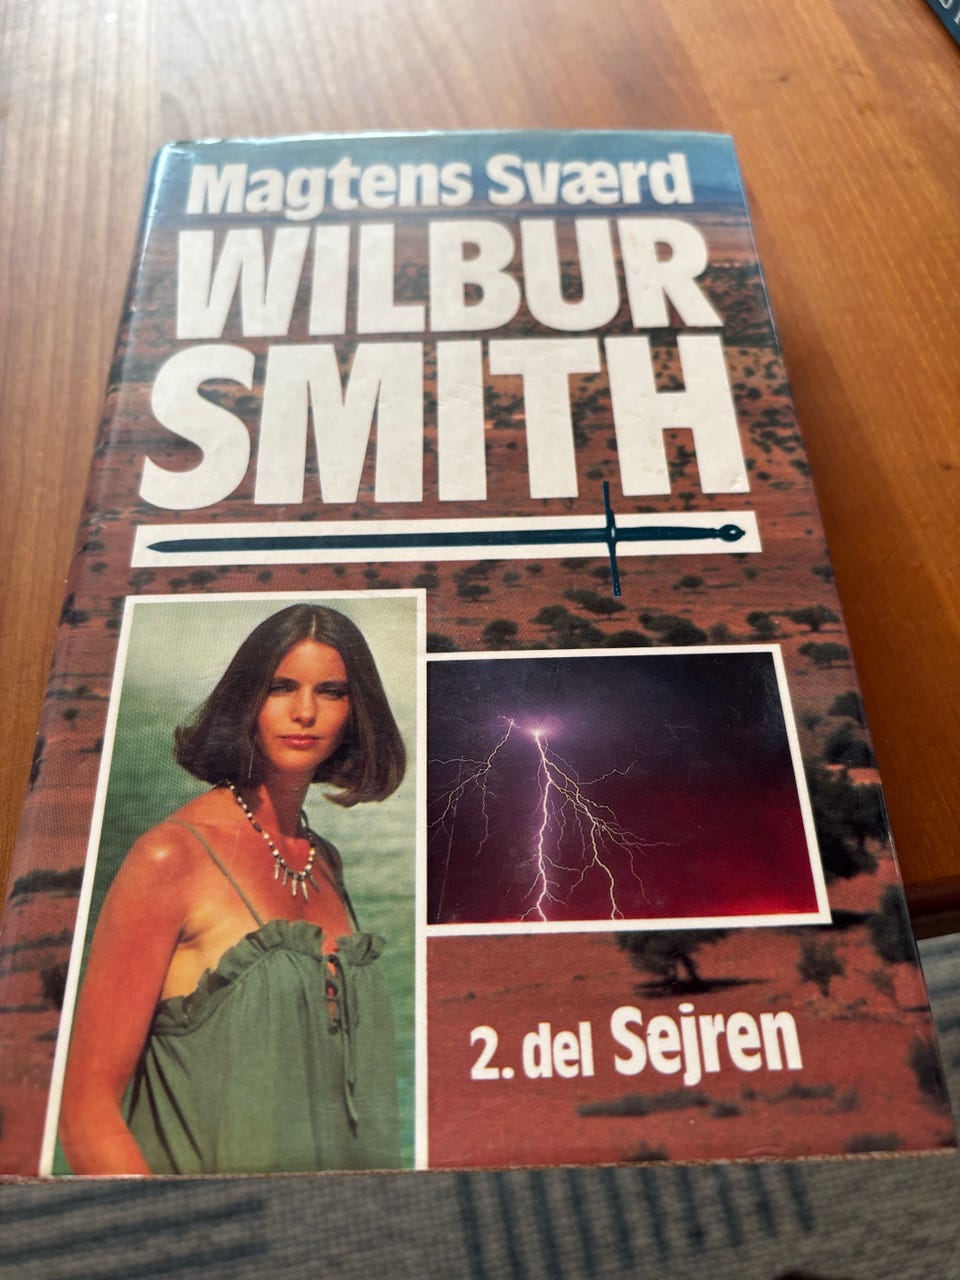 Magtens Sværd
WILBUR
SMITH
2. del Sejren